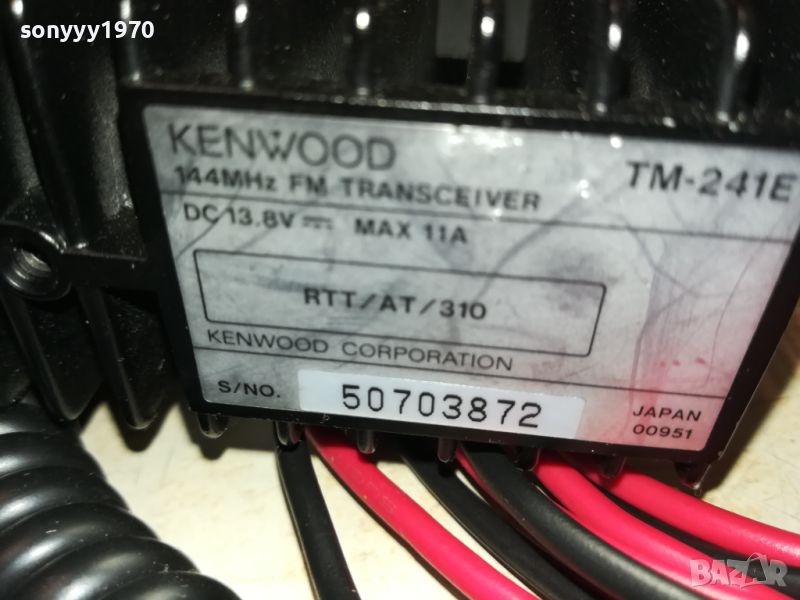 sonyyy1970
KENWOOD TM-241E
144MHz FM TRANSCEIVER
DC 13.8V MAX 11A
RTT/AT/310
KENWOOD CORPORATION
S/NO. 50703872
JAPAN
00951
BAZAR